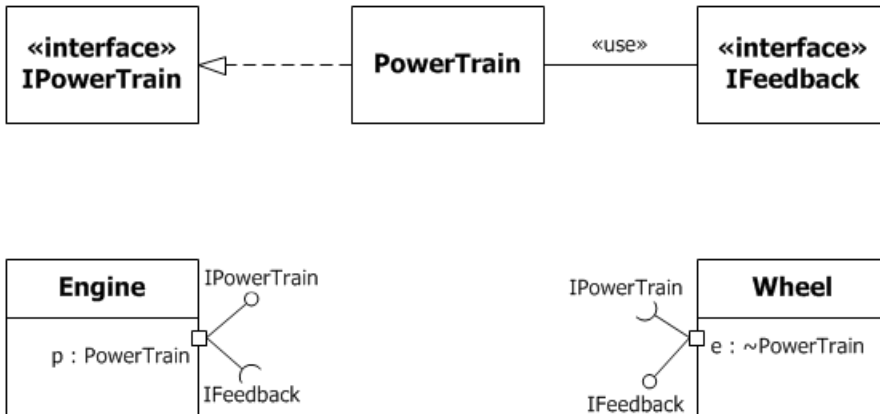 «interface»
IPowerTrain
PowerTrain
«use»
«interface»
IFeedback
Engine
p : PowerTrain
IPowerTrain
IFeedback
IPowerTrain
IFeedback
Wheel
e : ~PowerTrain